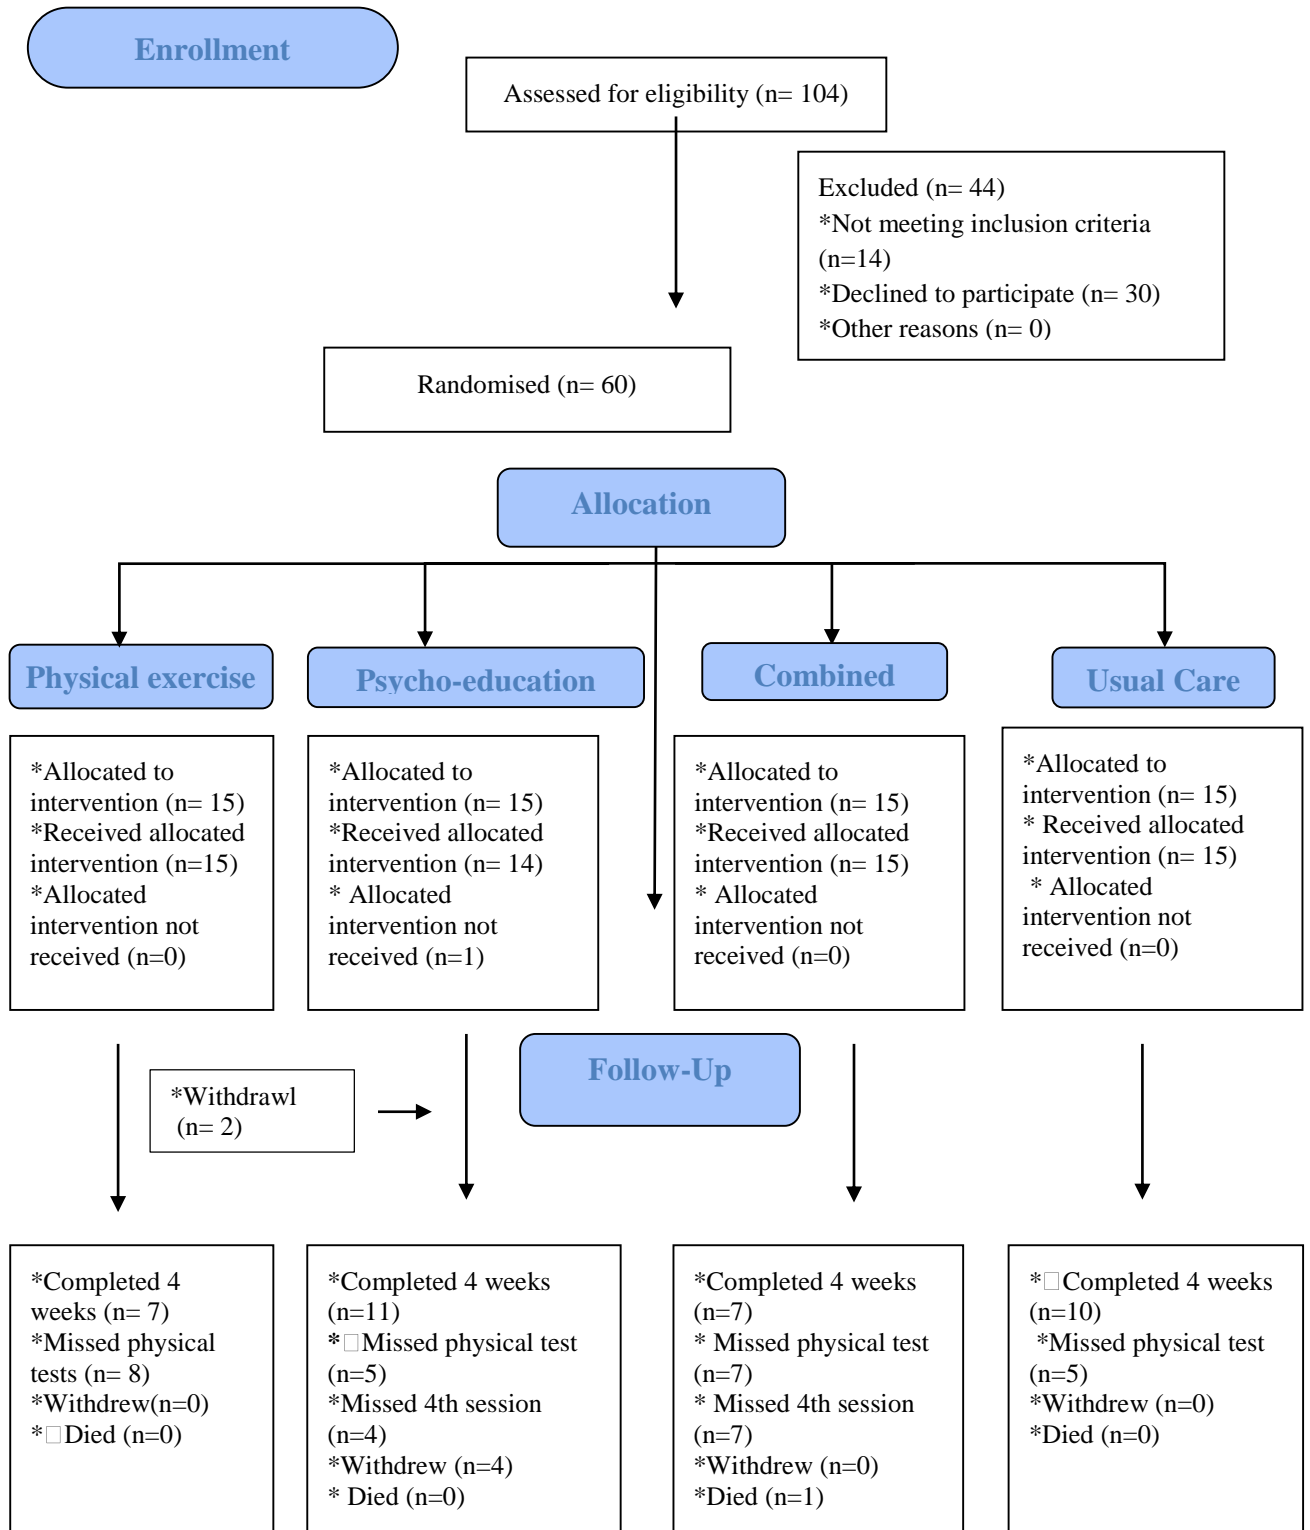 Enrollment
Assessed for eligibility (n= 104)
Excluded (n= 44)
*Not meeting inclusion criteria
(n=14)
*Declined to participate (n= 30)
*Other reasons (n= 0)
Randomised (n= 60)
Allocation
Physical exercise
Psycho-education
Combined
Usual Care
*Allocated to
intervention (n= 15)
*Received allocated
intervention (n=15)
*Allocated
intervention not
received (n=0)
*Allocated to
intervention (n= 15)
*Received allocated
intervention (n= 14)
* Allocated
intervention not
received (n=1)
*Allocated to
intervention (n= 15)
*Received allocated
intervention (n= 15)
* Allocated
intervention not
received (n=0)
*Allocated to
intervention (n= 15)
* Received allocated
intervention (n= 15)
* Allocated
intervention not
received (n=0)
Follow-Up
*Withdrawl
(n= 2)
*Completed 4
weeks (n= 7)
*Missed physical
tests (n= 8)
*Withdrew(n=0)
*□Died (n=0)
*Completed 4 weeks
(n=11)
*□Missed physical test
(n=5)
*Missed 4th session
(n=4)
*Withdrew (n=4)
* Died (n=0)
*Completed 4 weeks
(n=7)
* Missed physical test
(n=7)
* Missed 4th session
(n=7)
*Withdrew (n=0)
*Died (n=1)
*□Completed 4 weeks
(n=10)
*Missed physical test
(n=5)
*Withdrew (n=0)
*Died (n=0)